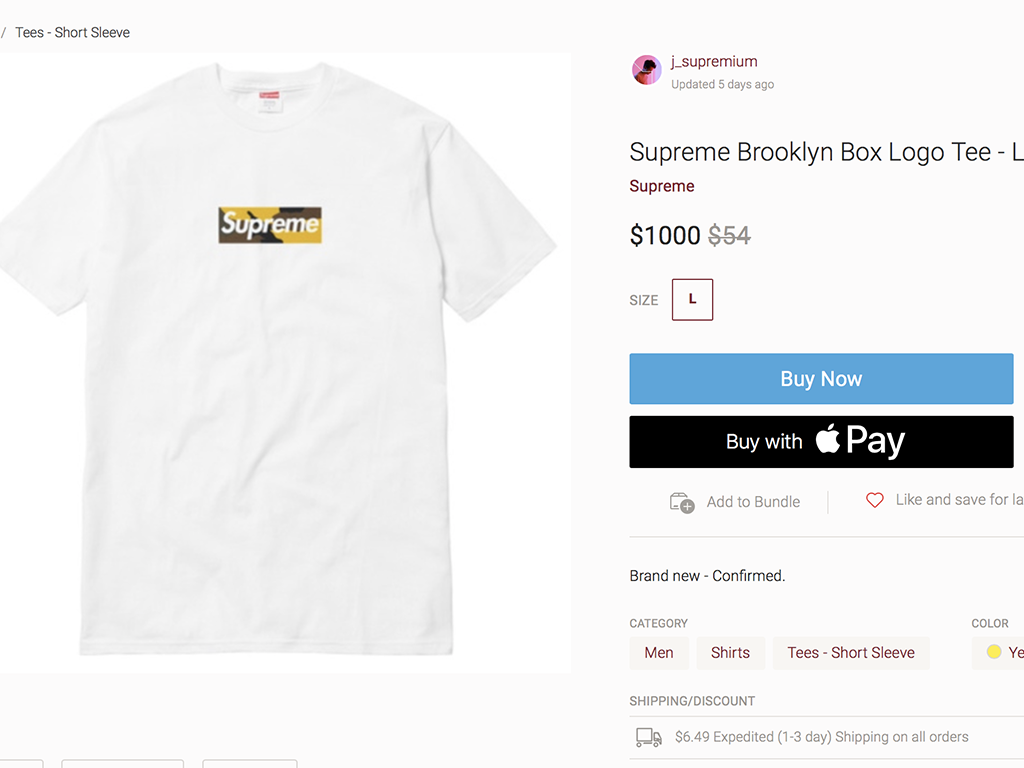 / Tees - Short Sleeve
Supreme
Supreme
j_supremium
Updated 5 days ago
Supreme Brooklyn Box Logo Tee - L
Supreme
$1000 $54
SIZE L
Buy Now
Buy with Pay
Add to Bundle
Like and save for la
Brand new - Confirmed.
CATEGORY
COLOR
Men Shirts Tees - Short Sleeve
Ye
SHIPPING/DISCOUNT
$6.49 Expedited (1-3 day) Shipping on all orders